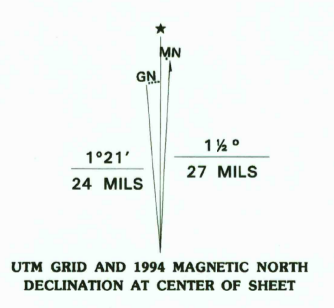 ★
MN
GN
1°21′
24 MILS
1½°
27 MILS
UTM GRID AND 1994 MAGNETIC NORTH
DECLINATION AT CENTER OF SHEET